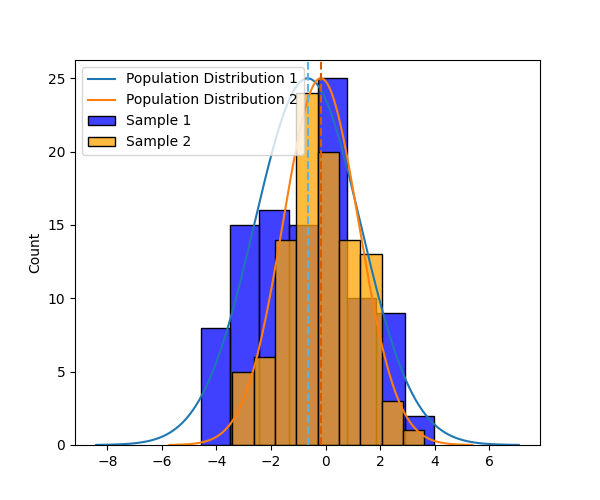 Population Distribution 1
Population Distribution 2
Sample 1
Sample 2
Count
25
20
15
10
5
0
−8 −6 −4 −2 0 2 4 6